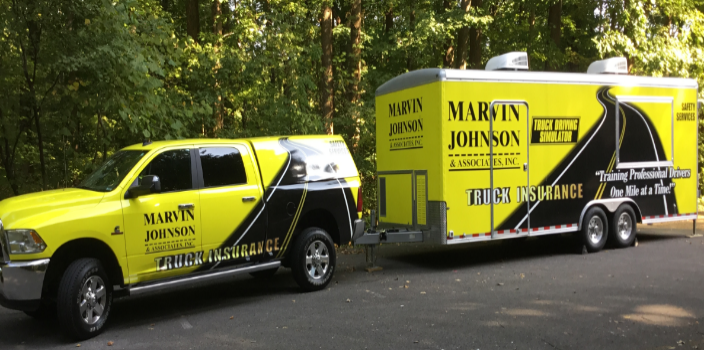 MARVIN
JOHNSON
& ASSOCIATES, INC.
TRUCK INSURANCE
MARVIN
JOHNSON
& ASSOCIATES, INC.
MARVIN
JOHNSON
& ASSOCIATES, INC.
TRUCK INSURANCE
TRUCK DRIVING
SIMULATOR
SAFETY
SERVICES
"Training Professional Drivers
One Mile at a Time!"